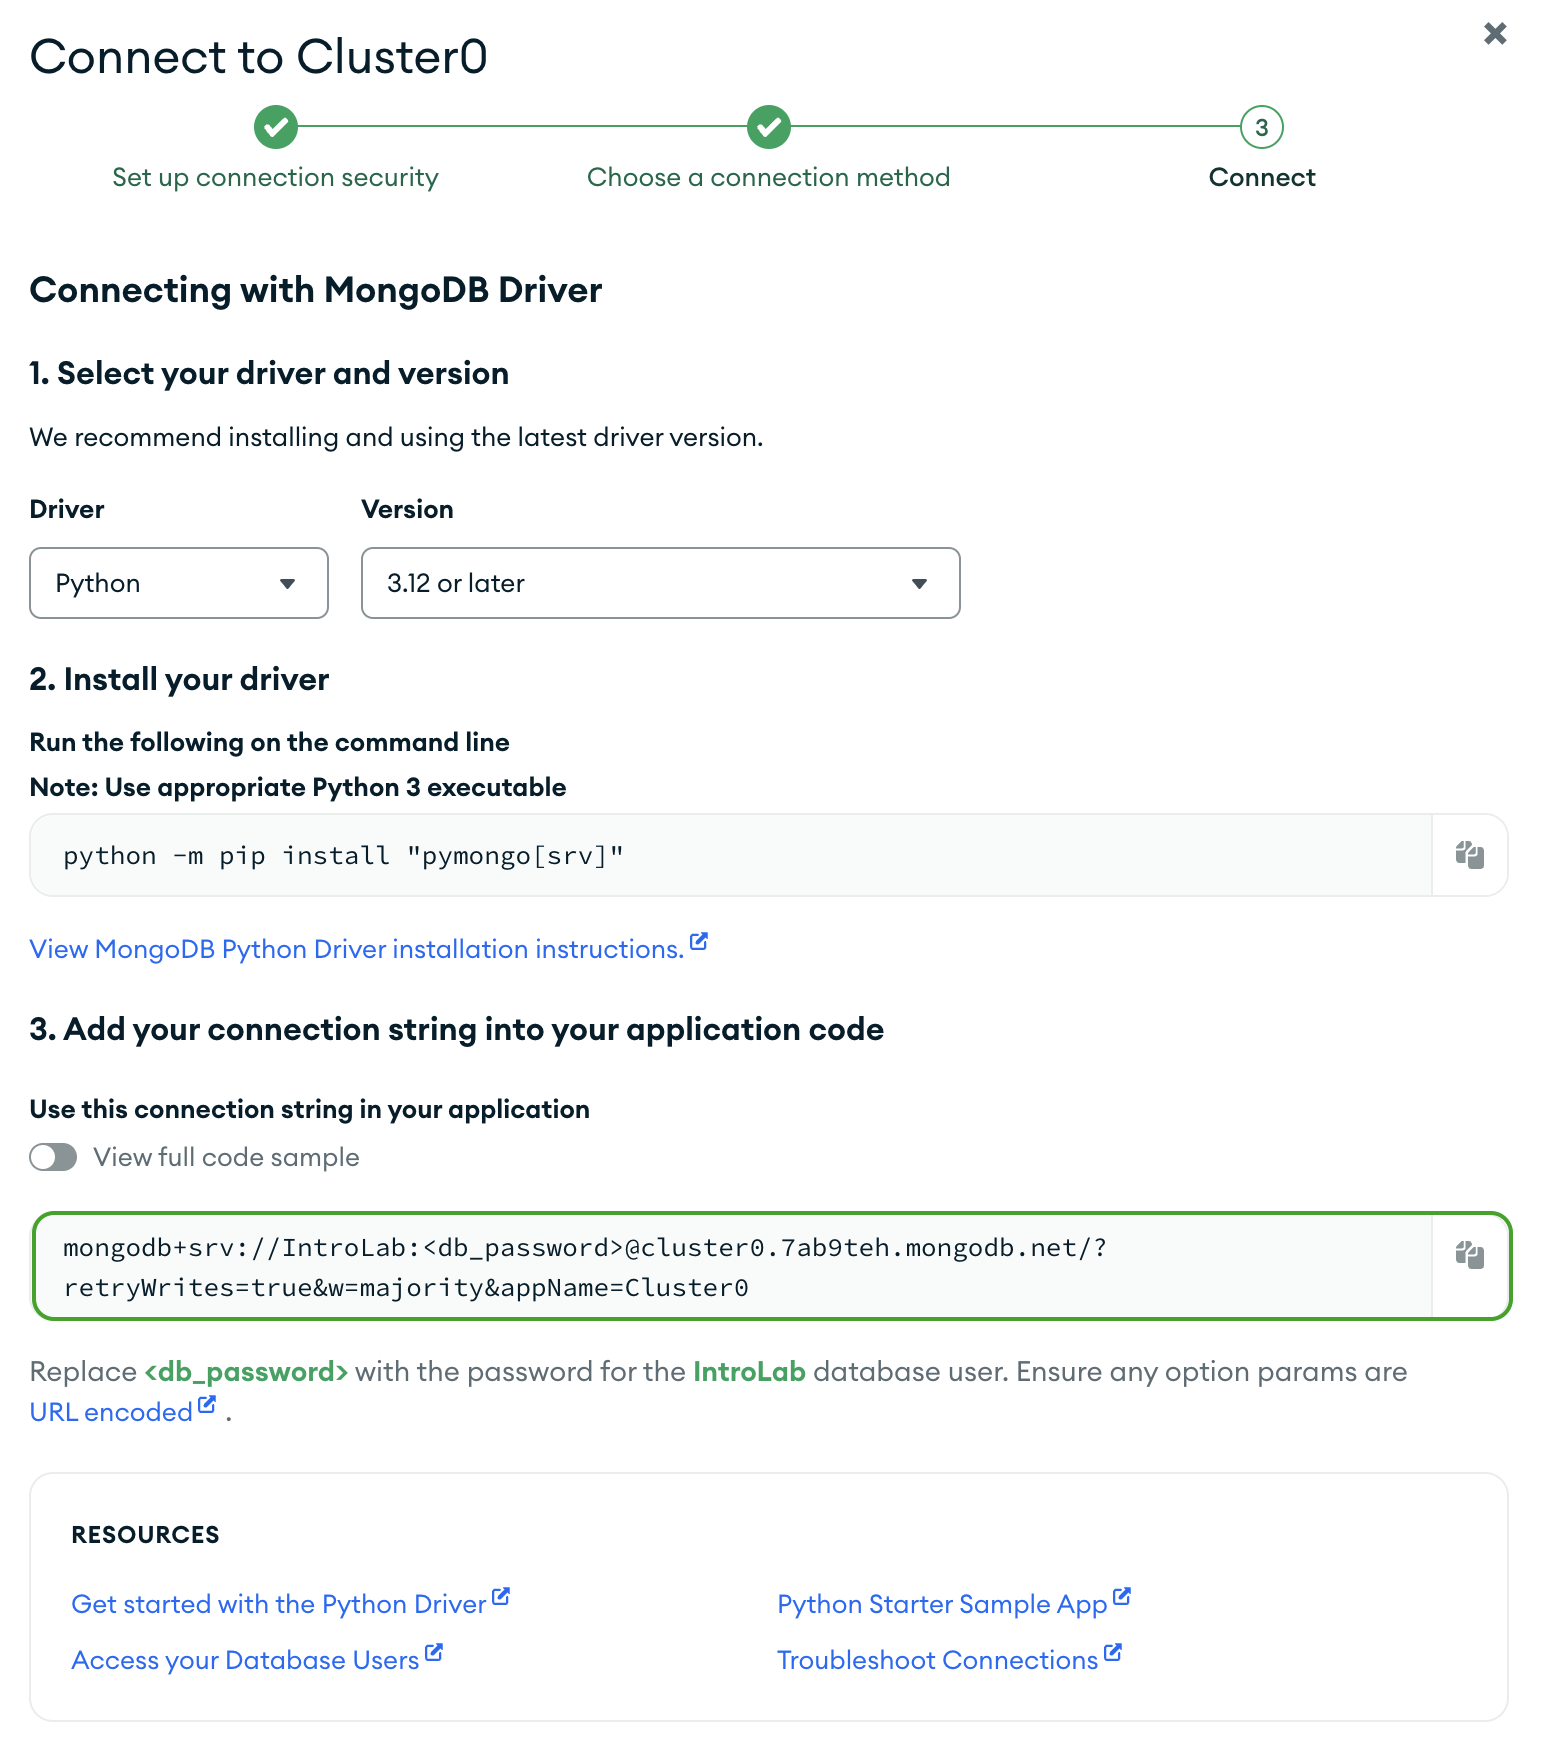 Connect to Cluster0
3
Set up connection security
Choose a connection method
Connect
Connecting with MongoDB Driver
1. Select your driver and version
We recommend installing and using the latest driver version.
Driver
Version
Python
3.12 or later
2. Install your driver
Run the following on the command line
Note: Use appropriate Python 3 executable
python -m pip install "pymongo[srv]"
View MongoDB Python Driver installation instructions.
3. Add your connection string into your application code
Use this connection string in your application
View full code sample
mongodb+srv://IntroLab:<db_password>@cluster0.7ab9teh.mongodb.net/?
retryWrites=true&w=majority&appName=Cluster0
Replace <db_password> with the password for the IntroLab database user. Ensure any option params are
URL encoded .
RESOURCES
Get started with the Python Driver
Python Starter Sample App
Access your Database Users
Troubleshoot Connections